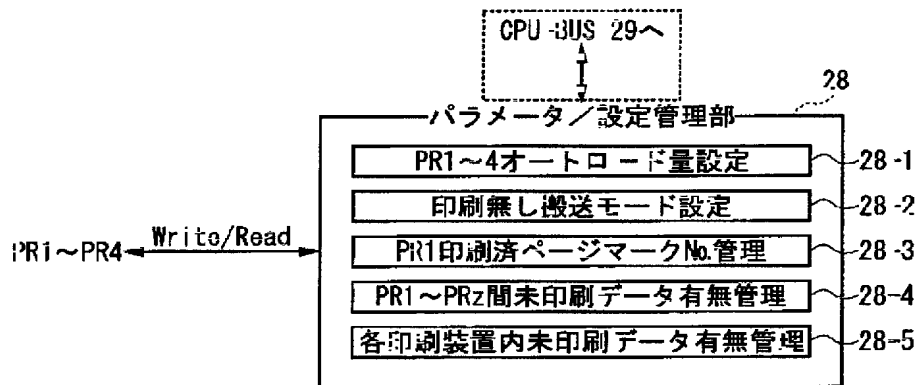 CPU-BUS 29へ
28
パラメータ／設定管理部
PR1～4オートロード量設定 28-1
印刷無し搬送モード設定 28-2
PR1～PR4 Write/Read PR1印刷済ページマークNo.管理 28-3
PR1～PRz間未印刷データ有無管理 28-4
各印刷装置内未印刷データ有無管理 28-5